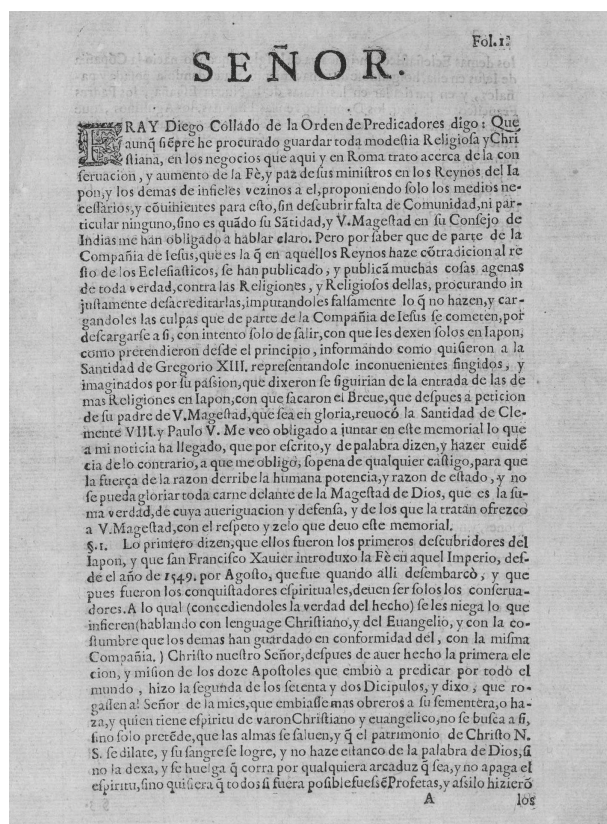 Fol. 1.
SEÑOR.
FRAY Diego Collado de la Orden de Predicadores digo: Que
aunq̃ siẽpre he procurado guardar toda modestia Religiosa y Chri
stiana, en los negocios que aqui y en Roma trato acerca de la con
seruacion, y aumento de la Fè, y paz de sus ministros en los Reynos del Ia
pon, y los demas de infieles vezinos a el, proponiendo solo los medios ne-
cessarios, y cõuihientes para esto, sin descubrir falta de Comunidad, ni par-
ticular ninguno, sino es quãdo su Sãtidad, y V. Magestad en su Consejo de
Indias me han obligado a hablar claro. Pero por saber que de parte de la
Compañia de Iesus, que es la q̃ en aquellos Reynos haze cõtradicion al re
sto de los Eclesiasticos, se han publicado, y publicã muchas cosas agenas
de toda verdad, contra las Religiones, y Religiosos dellas, procurando in
justamente desacreditarlas, imputandoles falsamente lo q̃ no hazen, y car-
gandoles las culpas que de parte de la Compañia de Iesus se cometen, por
descargarse a si, con intento solo de salir, con que les dexen solos en Iapon,
como pretendieron desde el principio, informando como quisieron a la
Santidad de Gregorio XIII. representandole inconuenientes fingidos, y
imaginados por su passion, que dixeron se siguirian de la entrada de las de
mas Religiones en Iapon, con que sacaron el Breue, que despues a peticion
de su padre de V. Magestad, que sea en gloria, reuocó la Santidad de Cle-
mente VIII. y Paulo V. Me veo obligado a juntar en este memorial lo que
a mi noticia ha llegado, que por escrito, y de palabra dizen, y hazer euidẽ
cia de lo contrario, a que me obligo, sopena de qualquier castigo, para que
la fuerça de la razon derribe la humana potencia, y razon de estado, y no
se pueda gloriar toda carne delante de la Magestad de Dios, que es la su-
ma verdad, de cuya aueriguacion y defensa, y de los que la tratan ofrezco
a V. Magestad, con el respeto y zelo que deuo este memorial.
§. 1. Lo primero dizen, que ellos fueron los primeros descubridores del
Iapon, y que san Francisco Xauier introduxo la Fè en aquel Imperio, des-
de el año de 1549. por Agosto, que fue quando alli desembarcò, y que
pues fueron los conquistadores espirituales, deuen ser solos los conserua-
dores. A lo qual (concediendoles la verdad del hecho) se les niega lo que
infieren (hablando con lenguage Christiano, y del Euangelio, y con la co-
stumbre que los demas han guardado en conformidad del, con la misma
Compañia.) Christo nuestro Señor, despues de auer hecho la primera ele
cion, y mision de los doze Apostoles que embiò a predicar por todo el
mundo, hizo la segunda de los setenta y dos Dicipulos, y dixo, que ro-
gassen al Señor de la mies, que embiasse mas obreros a su sementera, o ha-
za, y quien tiene espiritu de varon Christiano y euangelico, no se busca a si,
sino solo pretẽde, que las almas se saluen, y q̃ el patrimonio de Christo N.
S. se dilate, y su sangre se logre, y no haze estanco de la palabra de Dios, si
no la dexa, y se huelga q̃ corra por qualquiera arcaduz q̃ sea, y no apaga el
espiritu, sino quisiera q̃ todos si fuera posible fuessẽ Profetas, y assi lo hizierõ
A los